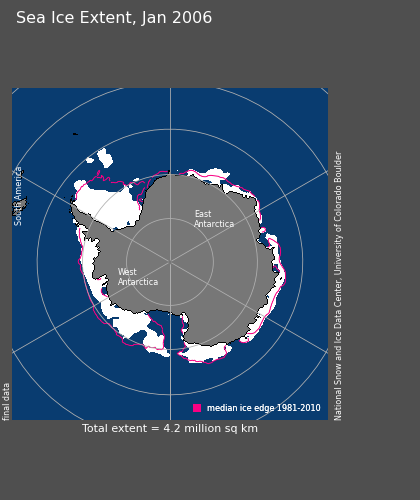 Sea Ice Extent, Jan 2006
South America
East
Antarctica
West
Antarctica
National Snow and Ice Data Center, University of Colorado Boulder
final data
median ice edge 1981-2010
Total extent = 4.2 million sq km